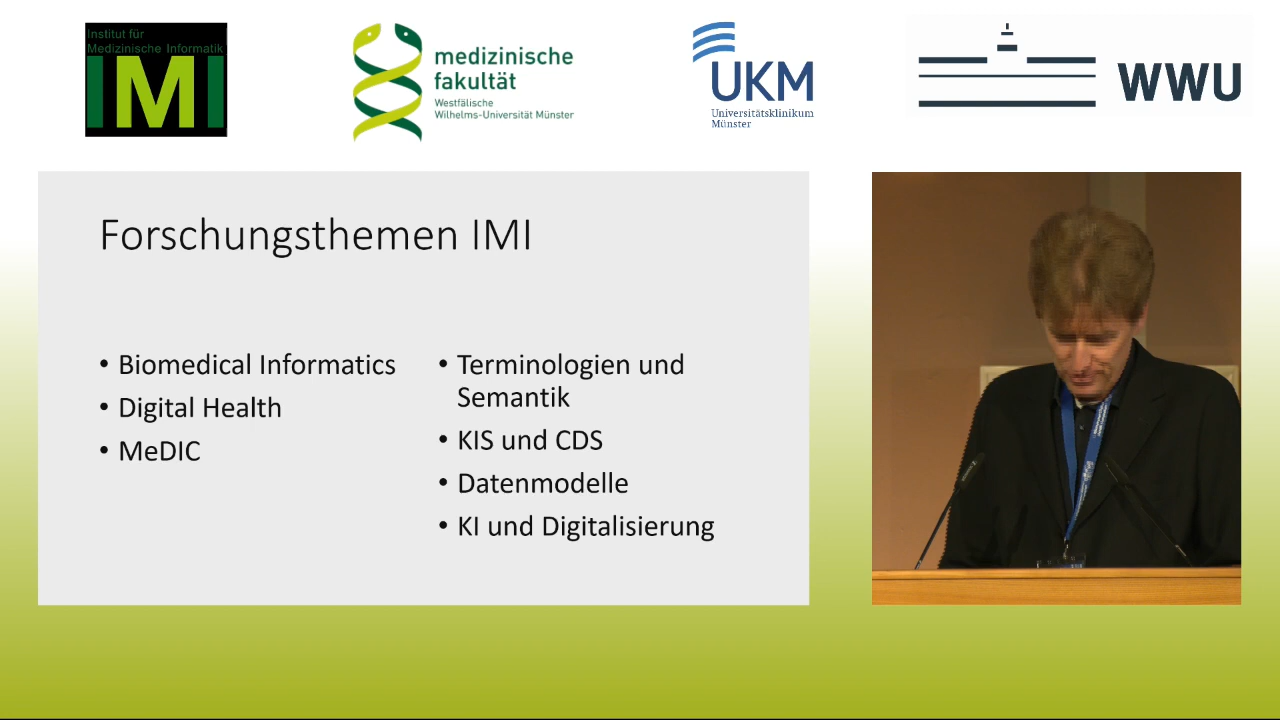 Institut für
Medizinische Informatik
IMI
medizinische
fakultät
Westfälische
Wilhelms-Universität Münster
UKM
Universitätsklinikum
Münster
WWU
Forschungsthemen IMI
• Biomedical Informatics
• Digital Health
• MeDIC
• Terminologien und
Semantik
• KIS und CDS
• Datenmodelle
• KI und Digitalisierung